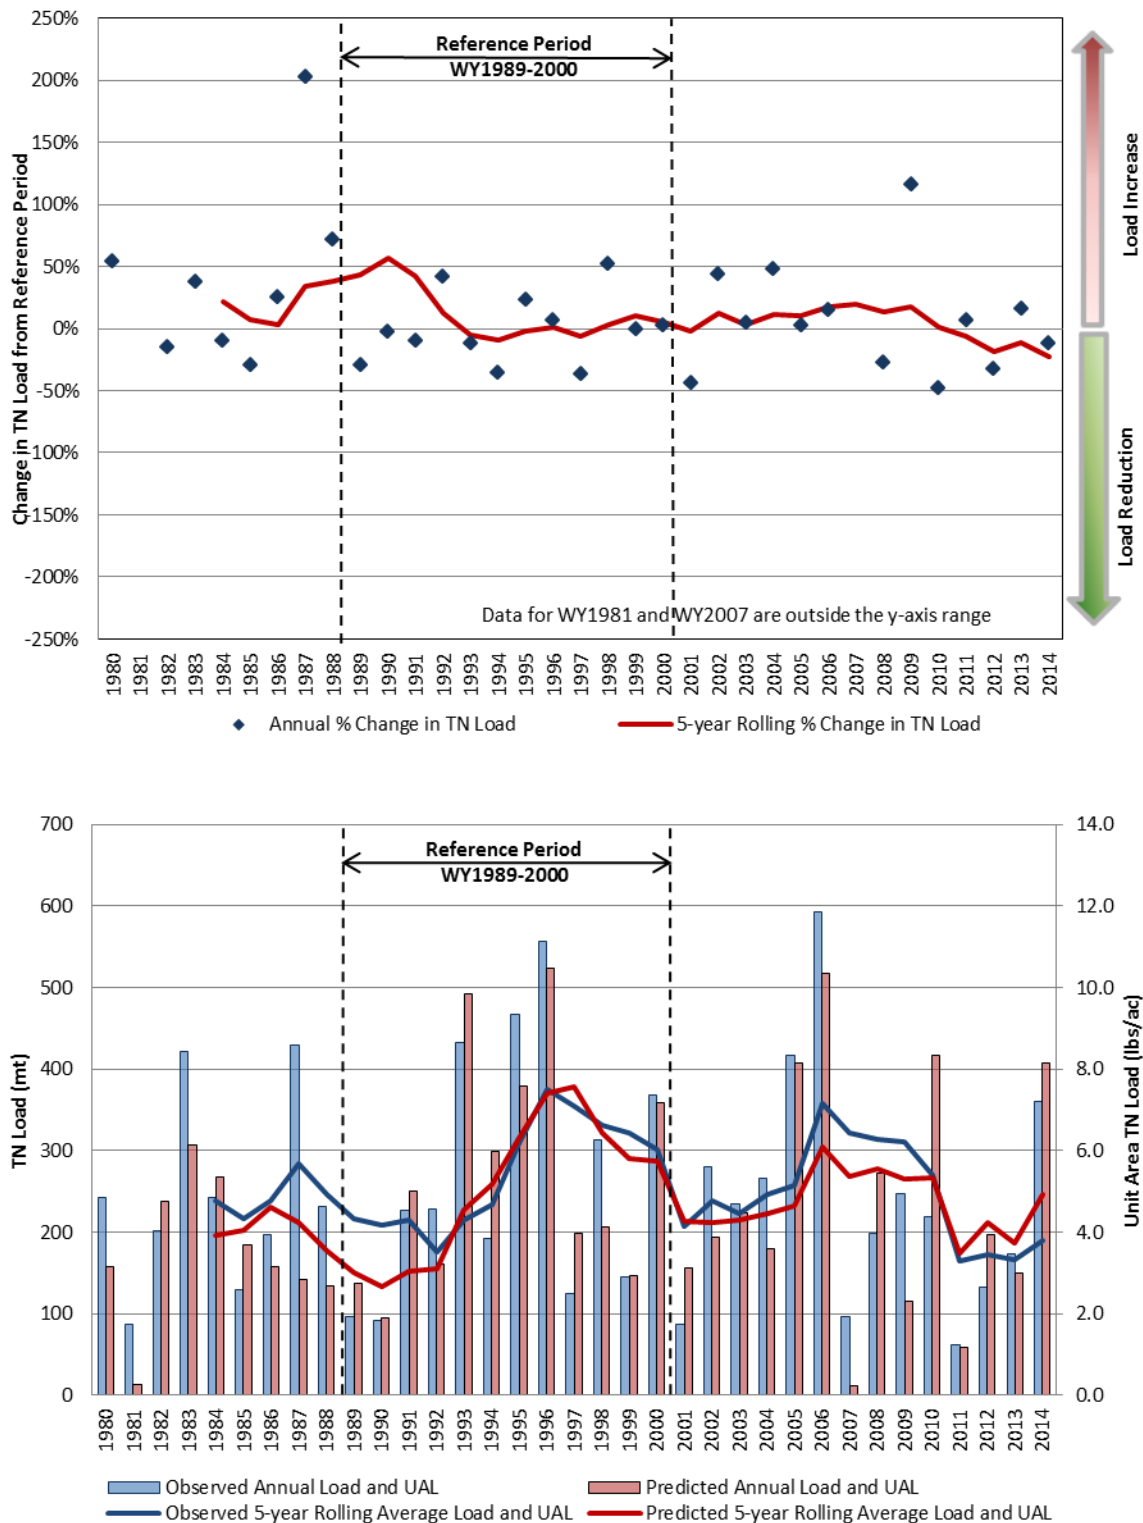 250%
200%
150%
100%
50%
0%
-50%
-100%
-150%
-200%
-250%
Change in TN Load from Reference Period
Reference Period
WY1989-2000
Load Increase
Load Reduction
Data for WY1981 and WY2007 are outside the y-axis range
1980 1981 1982 1983 1984 1985 1986 1987 1988 1989 1990 1991 1992 1993 1994 1995 1996 1997 1998 1999 2000 2001 2002 2003 2004 2005 2006 2007 2008 2009 2010 2011 2012 2013 2014
Annual % Change in TN Load 5-year Rolling % Change in TN Load
700
600
500
400
300
200
100
0
TN Load (mt)
Reference Period
WY1989-2000
14.0
12.0
10.0
8.0
6.0
4.0
2.0
0.0
Unit Area TN Load (lbs/ac)
1980 1981 1982 1983 1984 1985 1986 1987 1988 1989 1990 1991 1992 1993 1994 1995 1996 1997 1998 1999 2000 2001 2002 2003 2004 2005 2006 2007 2008 2009 2010 2011 2012 2013 2014
Observed Annual Load and UAL Predicted Annual Load and UAL
Observed 5-year Rolling Average Load and UAL Predicted 5-year Rolling Average Load and UAL